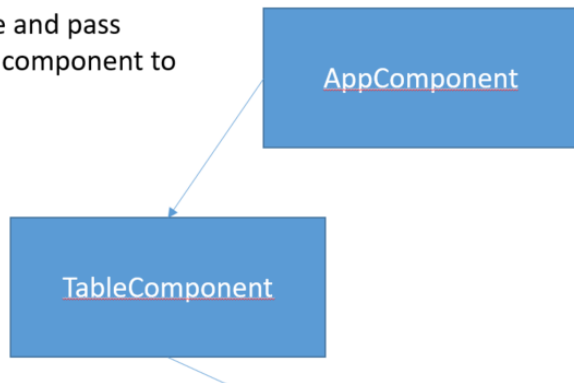 e and pass
component to
AppComponent
TableComponent